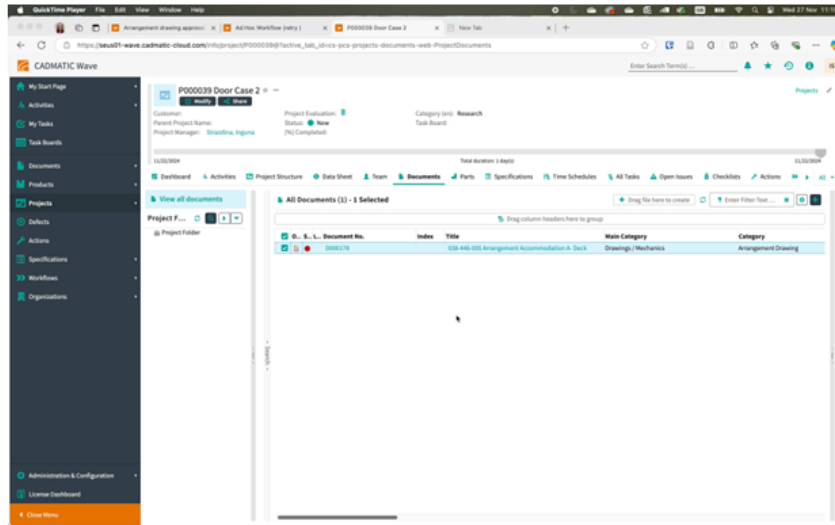 QuickTime Player File Edit View Window Help Wed 27 Nov
Arrangement drawing approval Ad Hoc Workflow (retry) P000039 Door Case 2 New Tab
https://seus01-wave.cadmatic-cloud.com/info/project/P000039@?active_tab_id=cs-pcs-projects-documents-web-ProjectDocuments
CADMATIC Wave Enter Search Term(s) ... IS
My Start Page
Activities
My Tasks
Task Boards
Documents
Products
Projects
Defects
Actions
Specifications
Workflows
Organizations
Administration & Configuration
License Dashboard
Close Menu
P000039 Door Case 2 Projects
Modify Share
Customer: Project Evaluation: Category (en): Research
Parent Project Name: Status: New Task Board:
Project Manager: Strazdina, Inguna [%] Completed:
11/22/2024 Total duration: 1 day(s) 11/22/2024
Dashboard Activities Project Structure Data Sheet Team Documents Parts Specifications Time Schedules All Tasks Open Issues Checklists Actions All
View all documents
Project F...
Project Folder
Search
All Documents (1) - 1 Selected Drag file here to create Enter Filter Text ...
Drag column headers here to group
O.. S.. L.. Document No. Index Title Main Category Category
D000178 038-446-005 Arrangement Accommodation A- Deck Drawings / Mechanics Arrangement Drawing